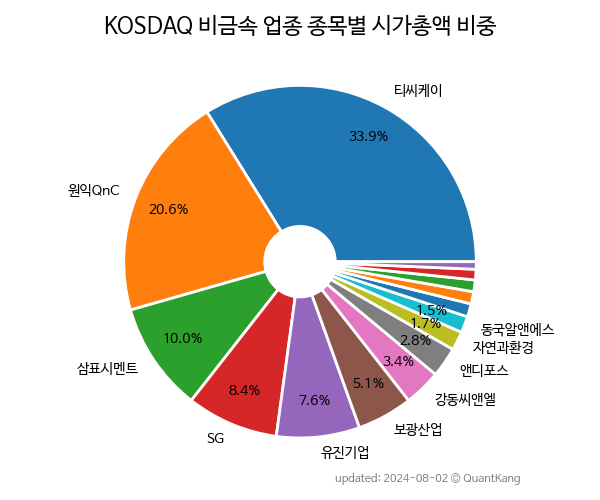 KOSDAQ 비금속 업종 종목별 시가총액 비중
티씨케이
33.9%
원익QnC
20.6%
삼표시멘트
10.0%
SG
8.4%
유진기업
7.6%
보광산업
5.1%
강동씨앤엘
3.4%
앤디포스
2.8%
자연과환경
1.7%
동국알앤에스
1.5%
updated: 2024-08-02 © QuantKang